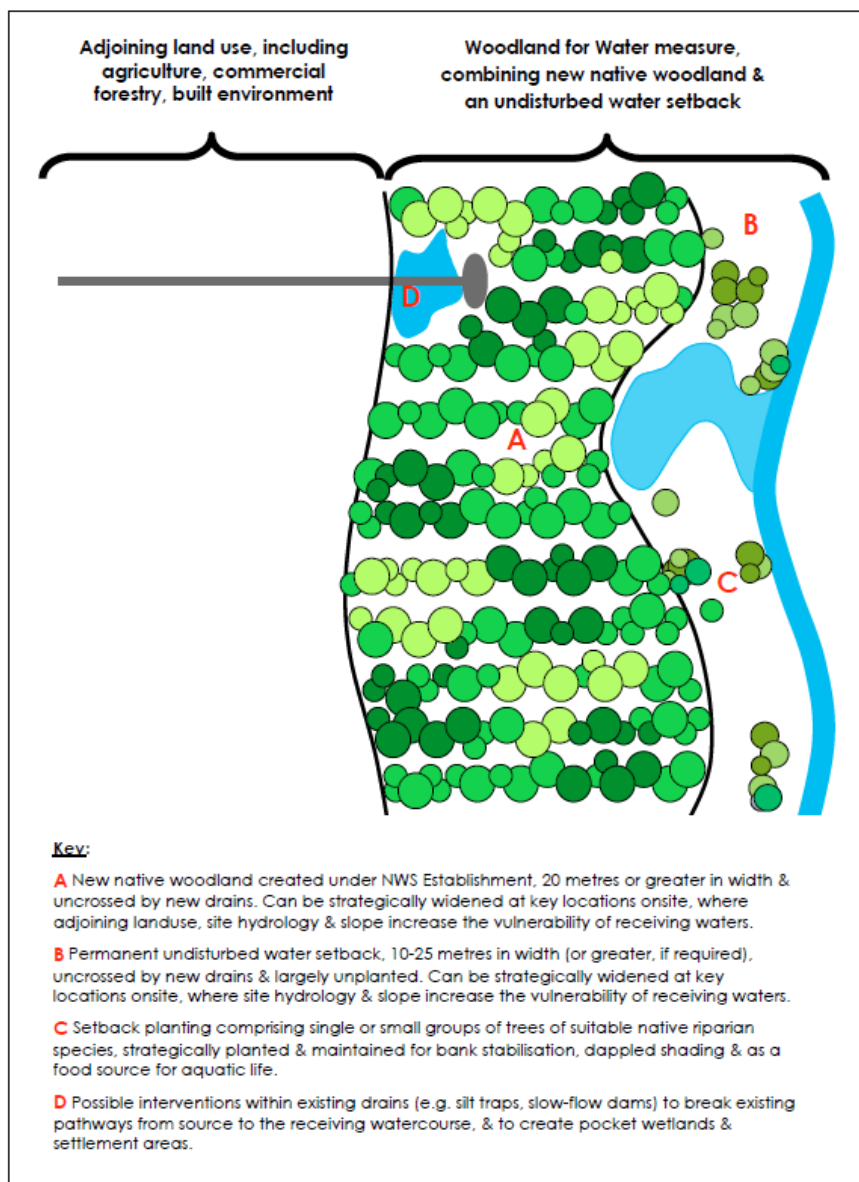 Adjoining land use, including
agriculture, commercial
forestry, built environment
Woodland for Water measure,
combining new native woodland &
an undisturbed water setback
B
D
A
C
Key:
A New native woodland created under NWS Establishment, 20 metres or greater in width &
uncrossed by new drains. Can be strategically widened at key locations onsite, where
adjoining landuse, site hydrology & slope increase the vulnerability of receiving waters.
B Permanent undisturbed water setback, 10-25 metres in width (or greater, if required),
uncrossed by new drains & largely unplanted. Can be strategically widened at key
locations onsite, where site hydrology & slope increase the vulnerability of receiving waters.
C Setback planting comprising single or small groups of trees of suitable native riparian
species, strategically planted & maintained for bank stabilisation, dappled shading & as a
food source for aquatic life.
D Possible interventions within existing drains (e.g. silt traps, slow-flow dams) to break existing
pathways from source to the receiving watercourse, & to create pocket wetlands &
settlement areas.